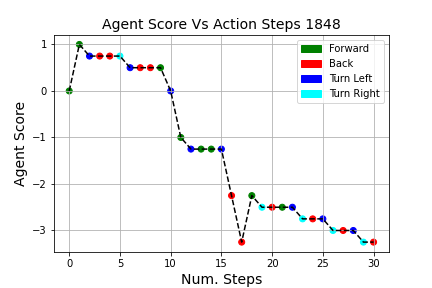 Agent Score Vs Action Steps 1848
1
0
−1
−2
−3
Agent Score
Forward
Back
Turn Left
Turn Right
0 5 10 15 20 25 30
Num. Steps